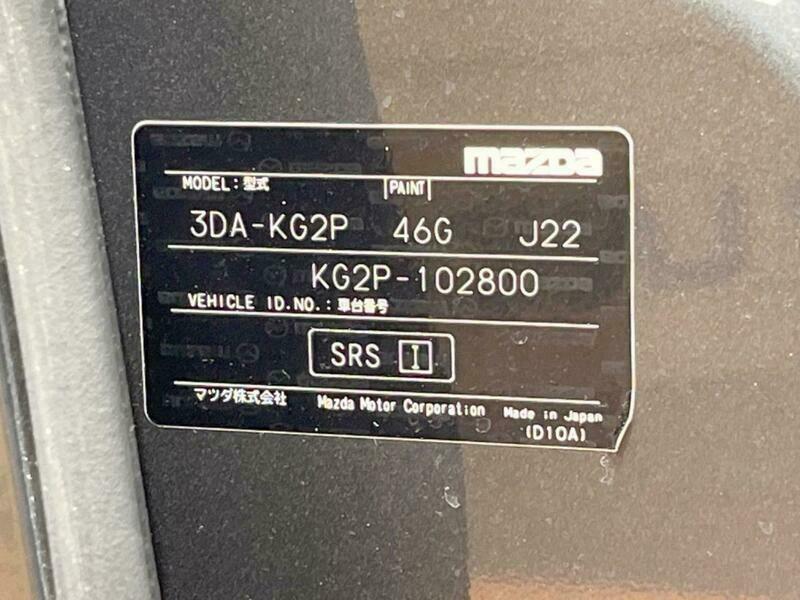 mazda
MODEL:型式 PAINT
3DA-KG2P 46G J22
KG2P-102800
VEHICLE ID.NO.:車台番号
SRS I
マツダ株式会社 Mazda Motor Corporation Made in Japan
(D10A)